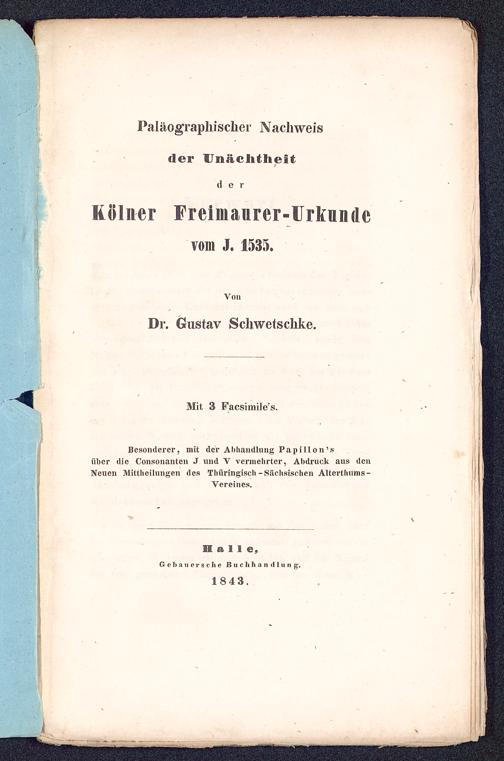 Paläographischer Nachweis
der Unächtheit
der
Kölner Freimaurer-Urkunde
vom J. 1535.
Von
Dr. Gustav Schwetschke.
Mit 3 Facsimile's.
Besonderer, mit der Abhandlung Papillon's
über die Consonanten J und V vermehrter, Abdruck aus den
Neuen Mittheilungen des Thüringisch-Sächsischen Alterthums-
Vereines.
Halle,
Gebauersche Buchhandlung.
1843.